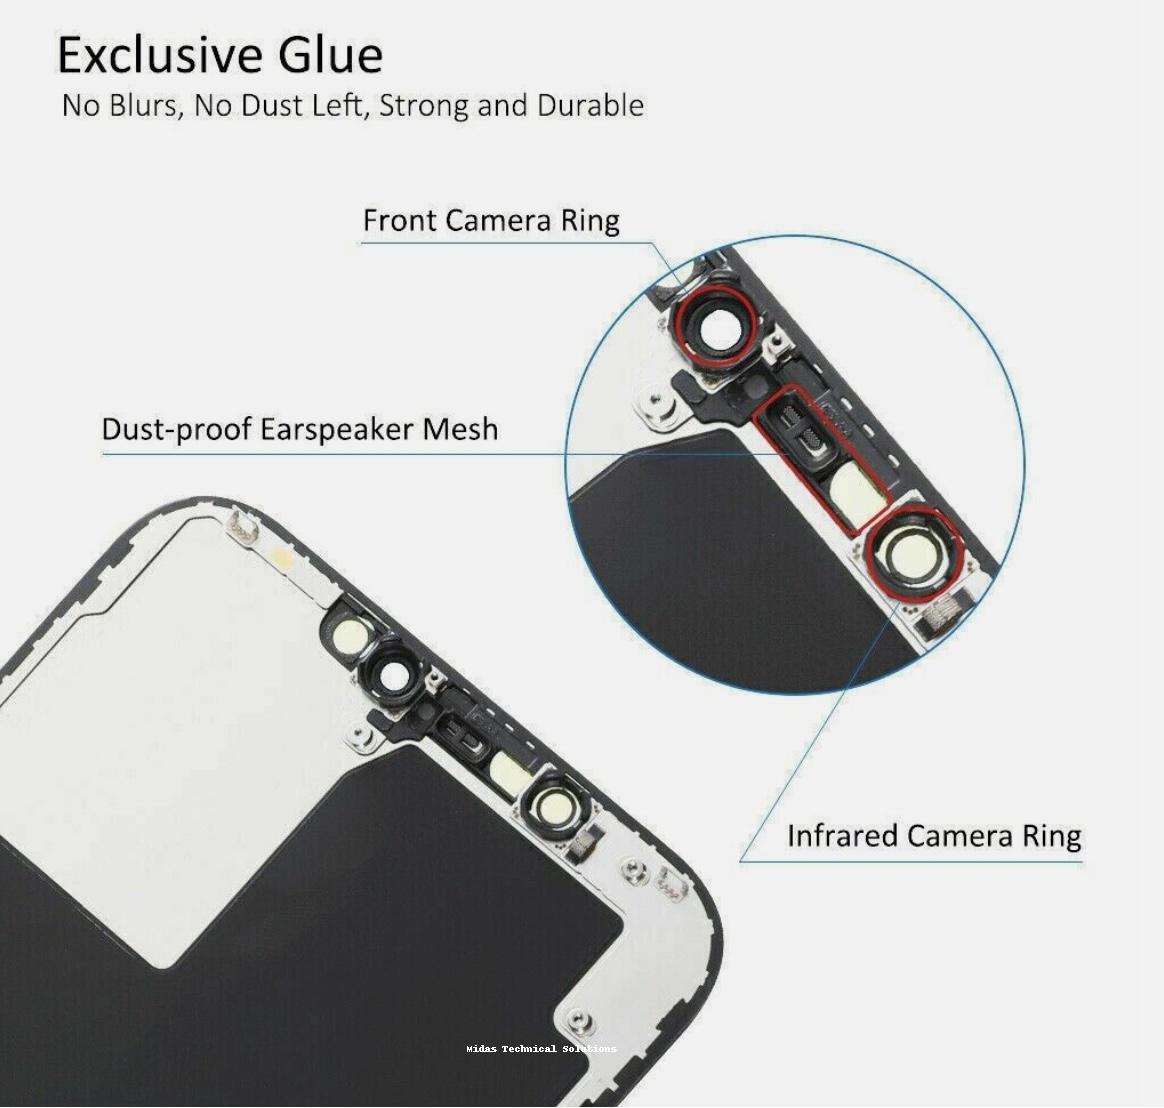 Exclusive Glue
No Blurs, No Dust Left, Strong and Durable
Front Camera Ring
Dust-proof Earspeaker Mesh
Infrared Camera Ring
Midas Technical Solutions